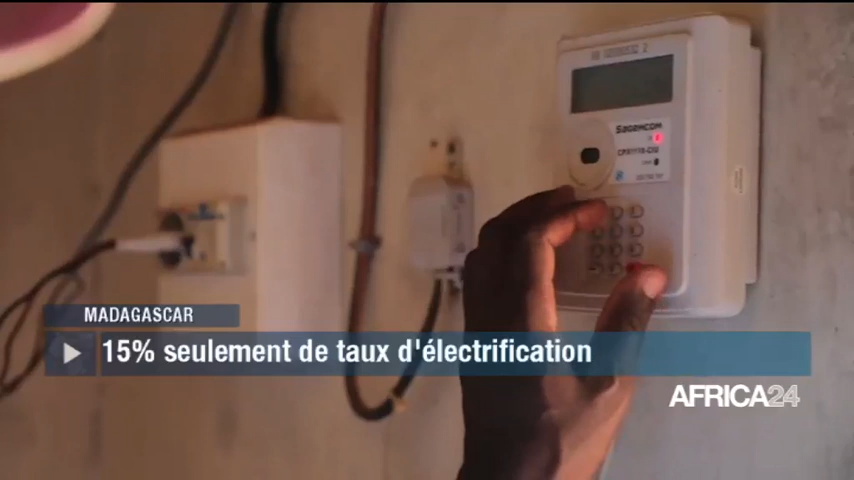 SAGEMCOM
MADAGASCAR
15% seulement de taux d'électrification
AFRICA24